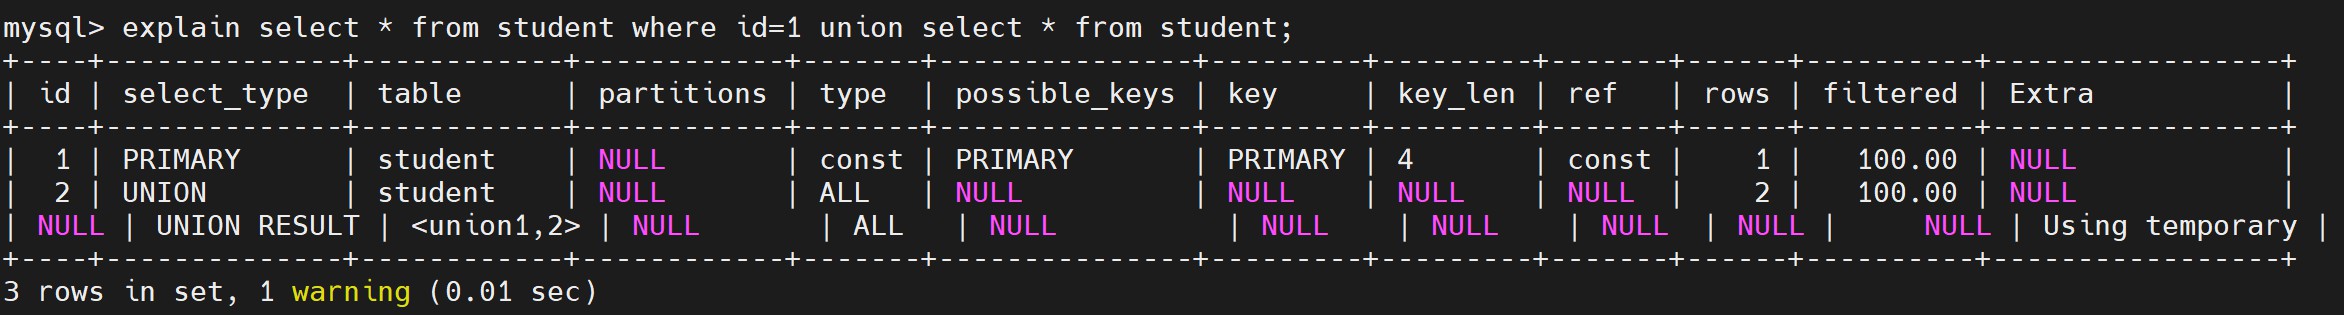 mysql> explain select * from student where id=1 union select * from student;
+----+--------------+------------+------------+-------+---------------+---------+---------+-------+------+----------+-----------------+
| id | select_type  | table      | partitions | type  | possible_keys | key     | key_len | ref   | rows | filtered | Extra           |
+----+--------------+------------+------------+-------+---------------+---------+---------+-------+------+----------+-----------------+
|  1 | PRIMARY      | student    | NULL       | const | PRIMARY       | PRIMARY | 4       | const |    1 |   100.00 | NULL            |
|  2 | UNION        | student    | NULL       | ALL   | NULL          | NULL    | NULL    | NULL  |    2 |   100.00 | NULL            |
| NULL | UNION RESULT | <union1,2> | NULL       | ALL   | NULL          | NULL    | NULL    | NULL  | NULL |     NULL | Using temporary |
+----+--------------+------------+------------+-------+---------------+---------+---------+-------+------+----------+-----------------+
3 rows in set, 1 warning (0.01 sec)